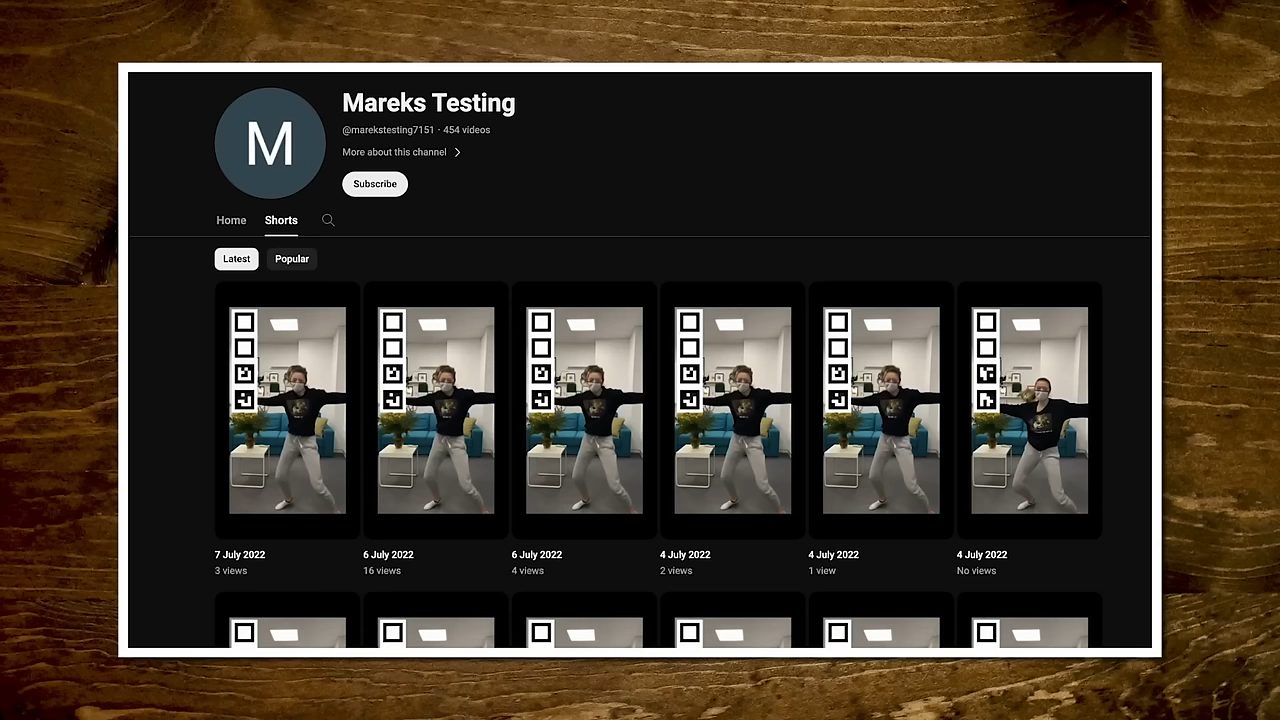 M
Mareks Testing
@marekstesting7151 · 454 videos
More about this channel
Subscribe
Home Shorts
Latest Popular
7 July 2022 6 July 2022 6 July 2022 4 July 2022 4 July 2022 4 July 2022
3 views 16 views 4 views 2 views 1 view No views